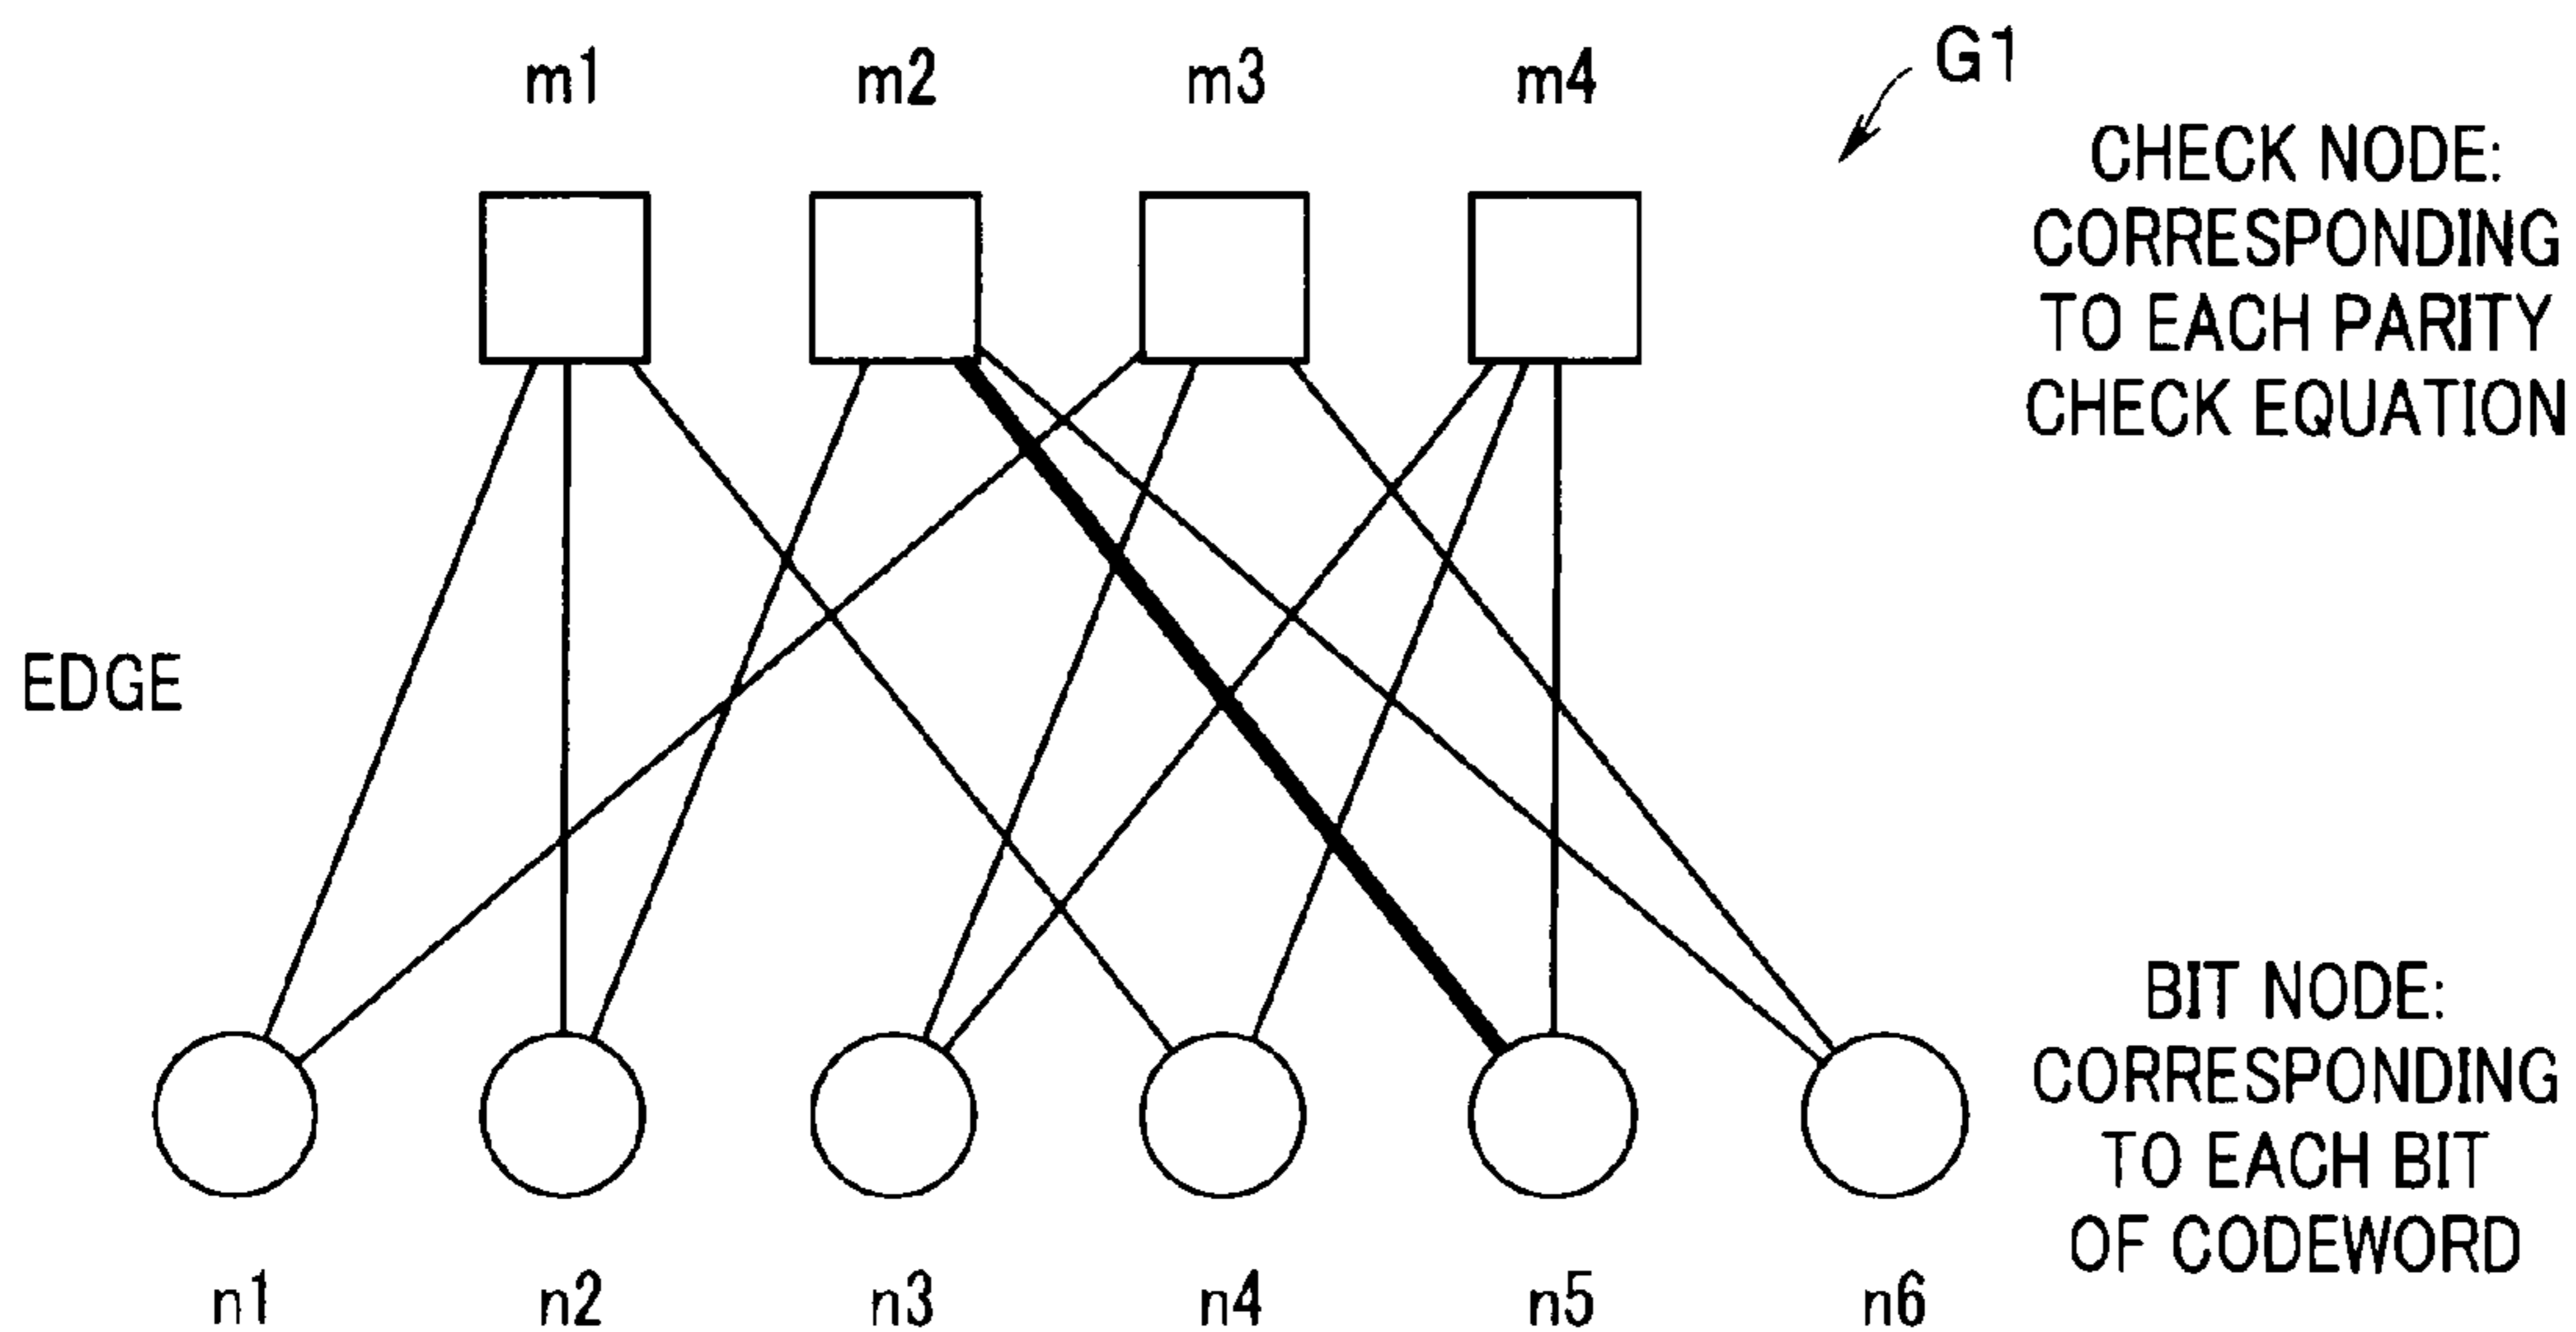 m1 m2 m3 m4 G1
CHECK NODE:
CORRESPONDING
TO EACH PARITY
CHECK EQUATION
EDGE
BIT NODE:
CORRESPONDING
TO EACH BIT
OF CODEWORD
n1 n2 n3 n4 n5 n6